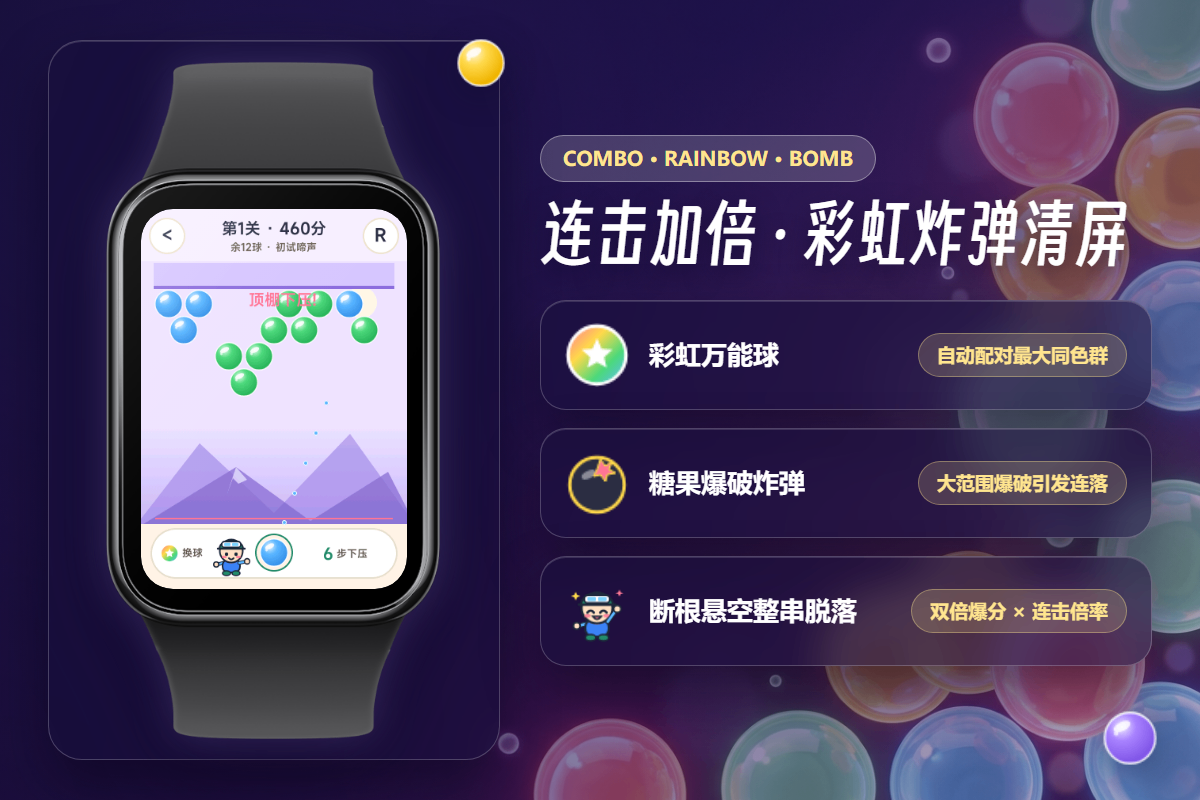 <
第1关 · 460分
余12球 · 初试啼声
R
顶棚下压!
换球
6 步下压
COMBO • RAINBOW • BOMB
连击加倍 · 彩虹炸弹清屏
彩虹万能球
自动配对最大同色群
糖果爆破炸弹
大范围爆破引发连落
断根悬空整串脱落
双倍爆分 × 连击倍率